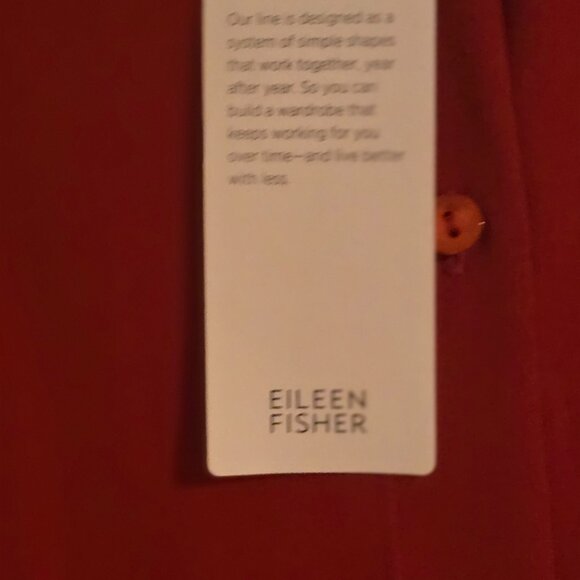 Our line is designed as a
system of simple shapes
that work together, year
after year. So you can
build a wardrobe that
keeps working for you
over time—and live better
with less.
EILEEN
FISHER